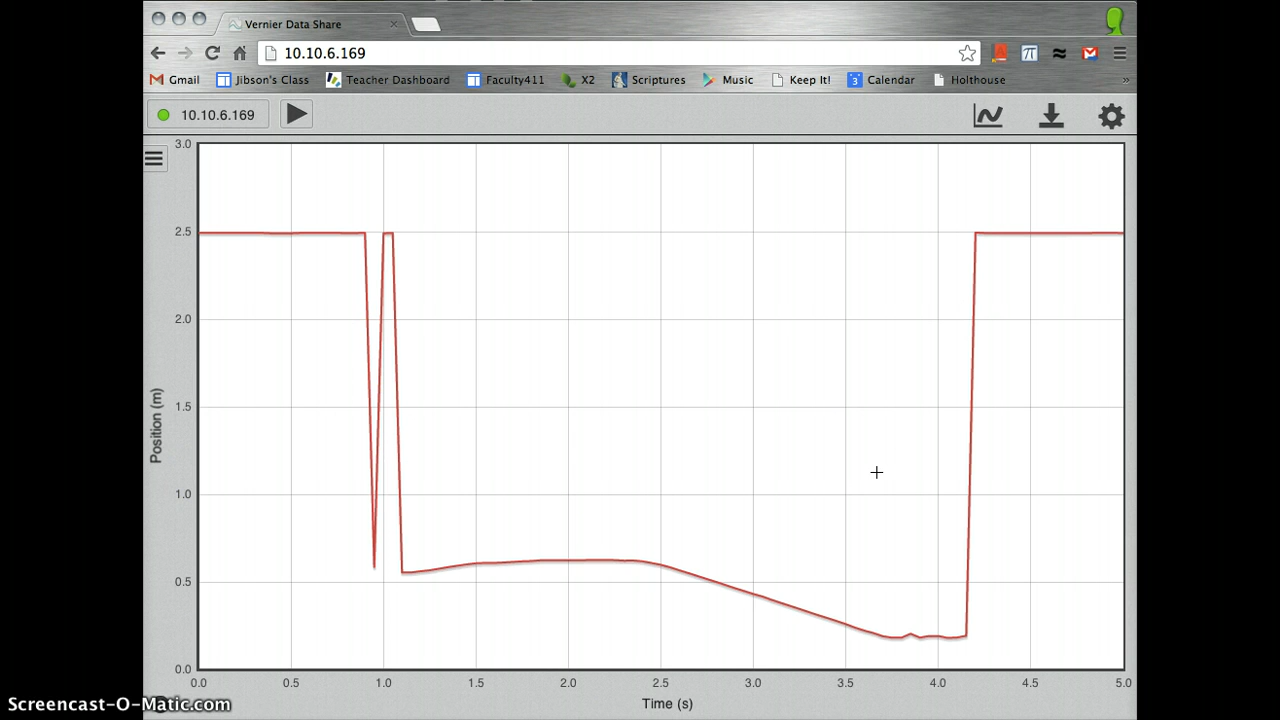 Vernier Data Share
10.10.6.169
Gmail Jibson's Class Teacher Dashboard Faculty411 X2 Scriptures Music Keep It! 3 Calendar Holthouse »
10.10.6.169
3.0
2.5
2.0
1.5
1.0
0.5
0.0
Position (m)
0.0 0.5 1.0 1.5 2.0 2.5 3.0 3.5 4.0 4.5 5.0
Time (s)
Screencast-O-Matic.com